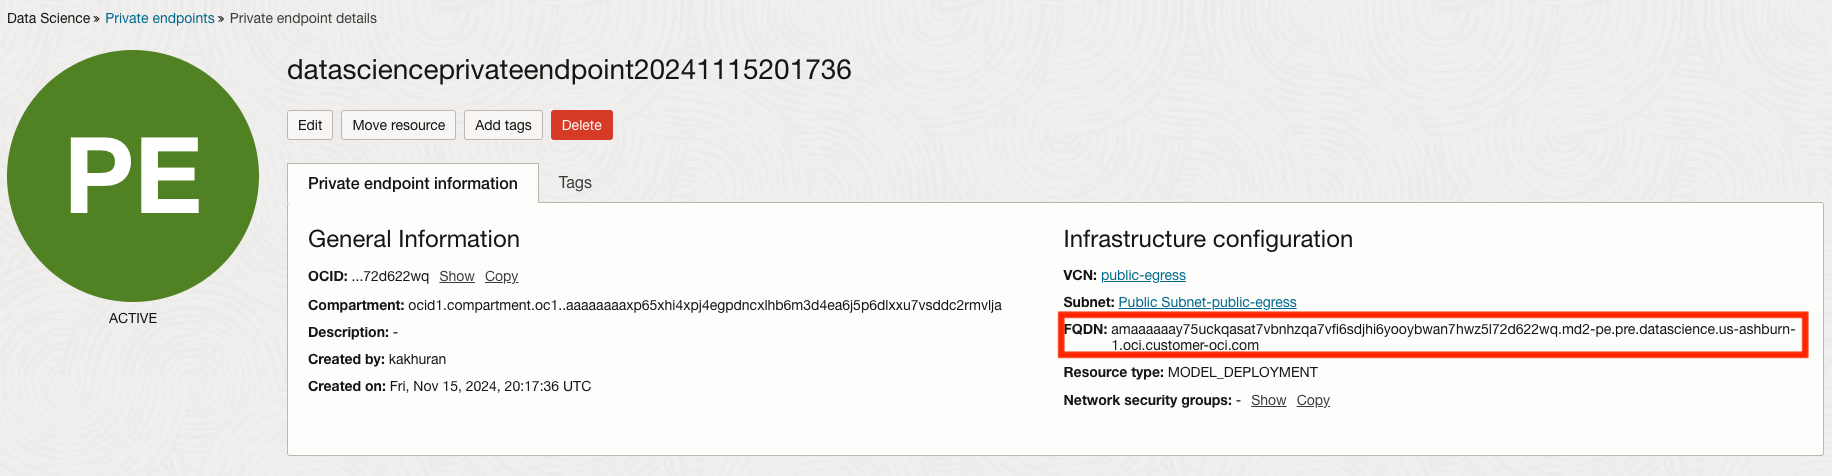 Data Science » Private endpoints » Private endpoint details
PE
ACTIVE
datascienceprivateendpoint20241115201736
Edit Move resource Add tags Delete
Private endpoint information Tags
General Information
OCID: ...72d622wq Show Copy
Compartment: ocid1.compartment.oc1..aaaaaaaaxp65xhi4xpj4egpdncxlhb6m3d4ea6j5p6dlxxu7vsddc2rmvlja
Description: -
Created by: kakhuran
Created on: Fri, Nov 15, 2024, 20:17:36 UTC
Infrastructure configuration
VCN: public-egress
Subnet: Public Subnet-public-egress
FQDN: amaaaaaay75uckqasat7vbnhzqa7vfi6sdjhi6yooybwan7hwz5l72d622wq.md2-pe.pre.datascience.us-ashburn-
1.oci.customer-oci.com
Resource type: MODEL_DEPLOYMENT
Network security groups: - Show Copy